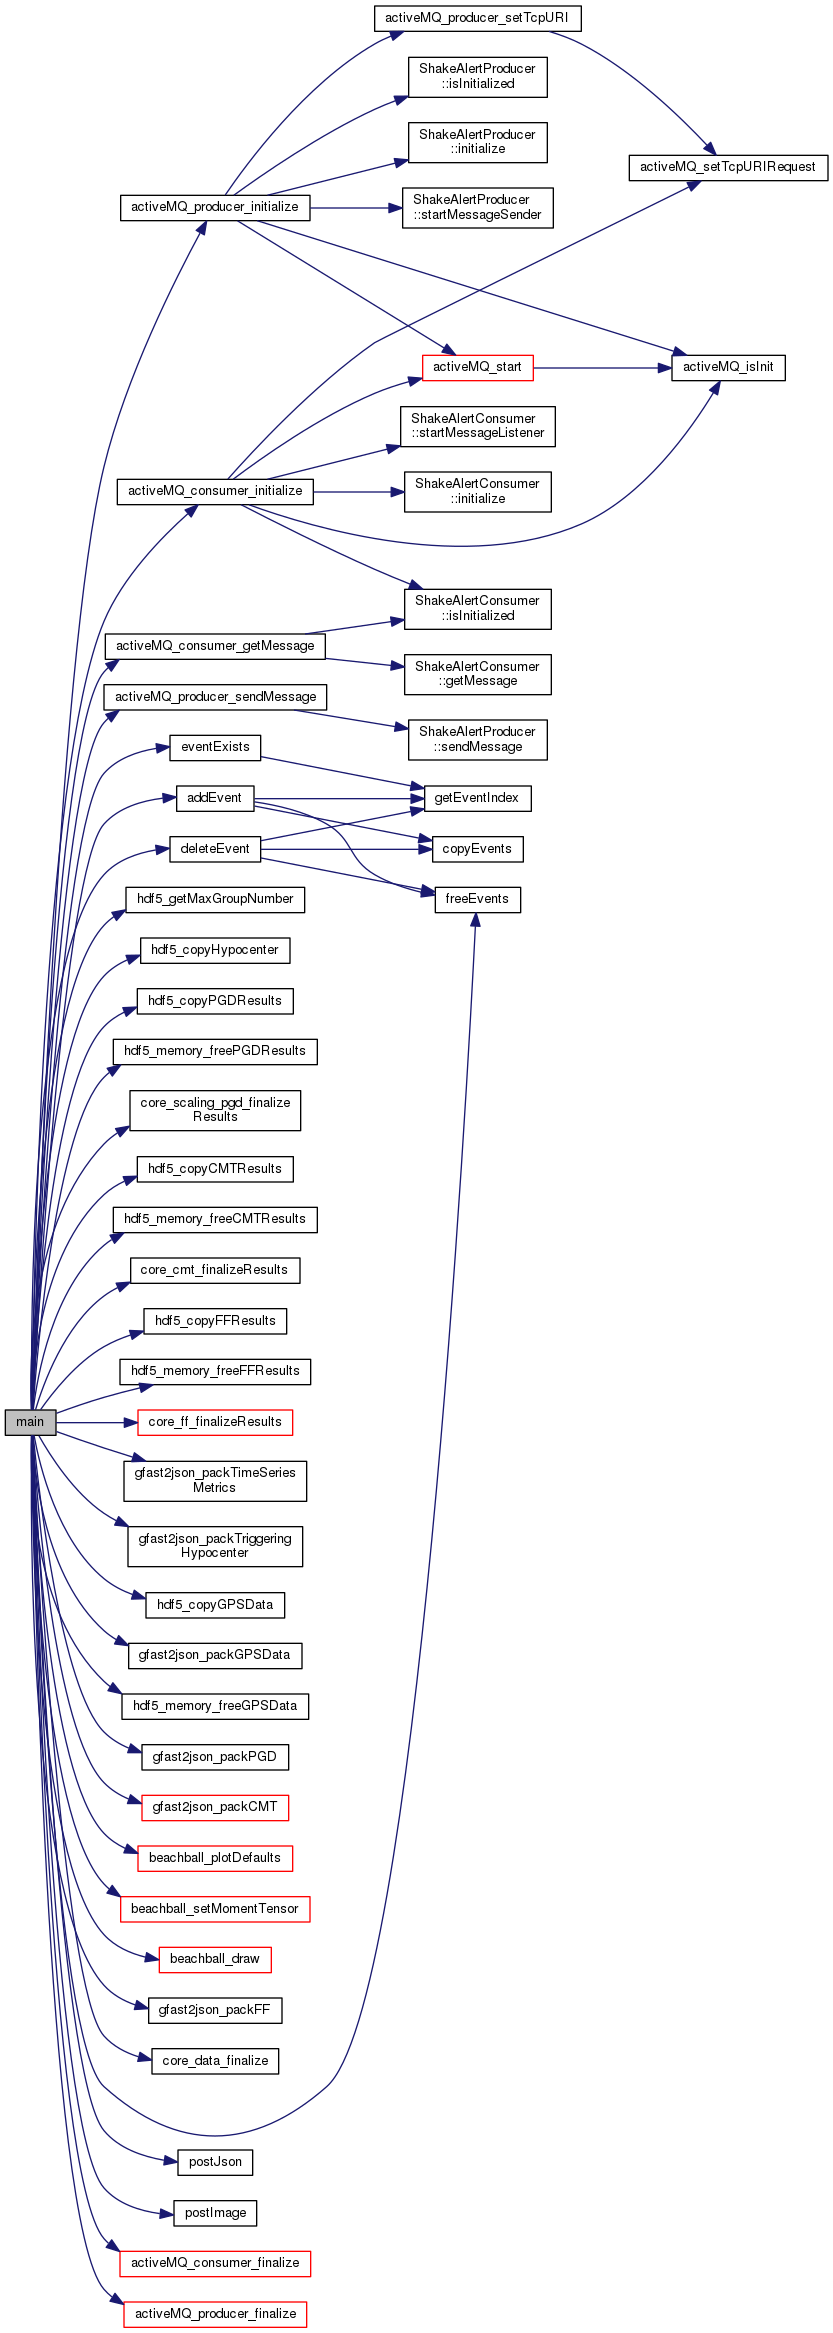 activeMQ_producer_setTcpURI
ShakeAlertProducer
::isInitialized
ShakeAlertProducer
::initialize
activeMQ_setTcpURIRequest
ShakeAlertProducer
::startMessageSender
activeMQ_producer_initialize
activeMQ_start
activeMQ_isInit
ShakeAlertConsumer
::startMessageListener
ShakeAlertConsumer
::initialize
activeMQ_consumer_initialize
ShakeAlertConsumer
::isInitialized
activeMQ_consumer_getMessage
ShakeAlertConsumer
::getMessage
activeMQ_producer_sendMessage
ShakeAlertProducer
::sendMessage
eventExists
addEvent
getEventIndex
deleteEvent
copyEvents
hdf5_getMaxGroupNumber
freeEvents
hdf5_copyHypocenter
hdf5_copyPGDResults
hdf5_memory_freePGDResults
core_scaling_pgd_finalize
Results
hdf5_copyCMTResults
hdf5_memory_freeCMTResults
core_cmt_finalizeResults
hdf5_copyFFResults
hdf5_memory_freeFFResults
main
core_ff_finalizeResults
gfast2json_packTimeSeries
Metrics
gfast2json_packTriggering
Hypocenter
hdf5_copyGPSData
gfast2json_packGPSData
hdf5_memory_freeGPSData
gfast2json_packPGD
gfast2json_packCMT
beachball_plotDefaults
beachball_setMomentTensor
beachball_draw
gfast2json_packFF
core_data_finalize
postJson
postImage
activeMQ_consumer_finalize
activeMQ_producer_finalize